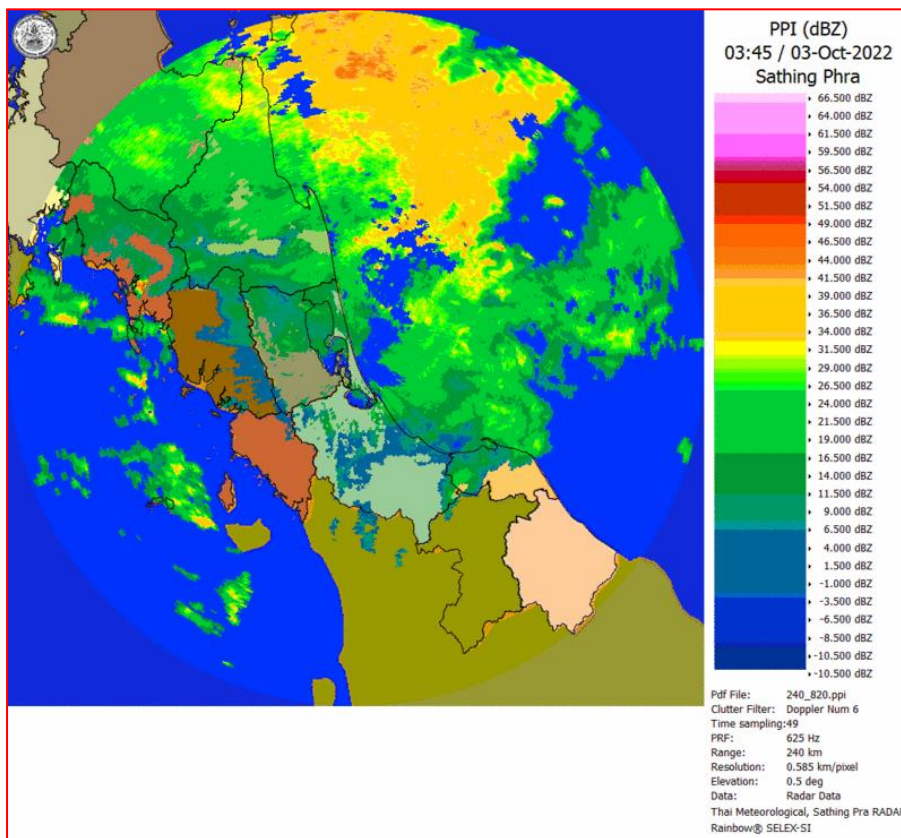 PPI (dBZ)
03:45 / 03-Oct-2022
Sathing Phra
66.500 dBZ
64.000 dBZ
61.500 dBZ
59.500 dBZ
56.500 dBZ
54.000 dBZ
51.500 dBZ
49.000 dBZ
46.500 dBZ
44.000 dBZ
41.500 dBZ
39.000 dBZ
36.500 dBZ
34.000 dBZ
31.500 dBZ
29.000 dBZ
26.500 dBZ
24.000 dBZ
21.500 dBZ
19.000 dBZ
16.500 dBZ
14.000 dBZ
11.500 dBZ
9.000 dBZ
6.500 dBZ
4.000 dBZ
1.500 dBZ
-1.000 dBZ
-3.500 dBZ
-8.500 dBZ
-10.500 dBZ
-10.500 dBZ
Pdf File: 240_820.ppi
Clutter Filter: Doppler Num 6
Time sampling:49
PRF: 625 Hz
Range: 240 km
Resolution: 0.585 km/pixel
Elevation: 0.5 deg
Data: Radar Data
Thai Meteorological, Sathing Pra RADA
Rainbow® SELEX-SI